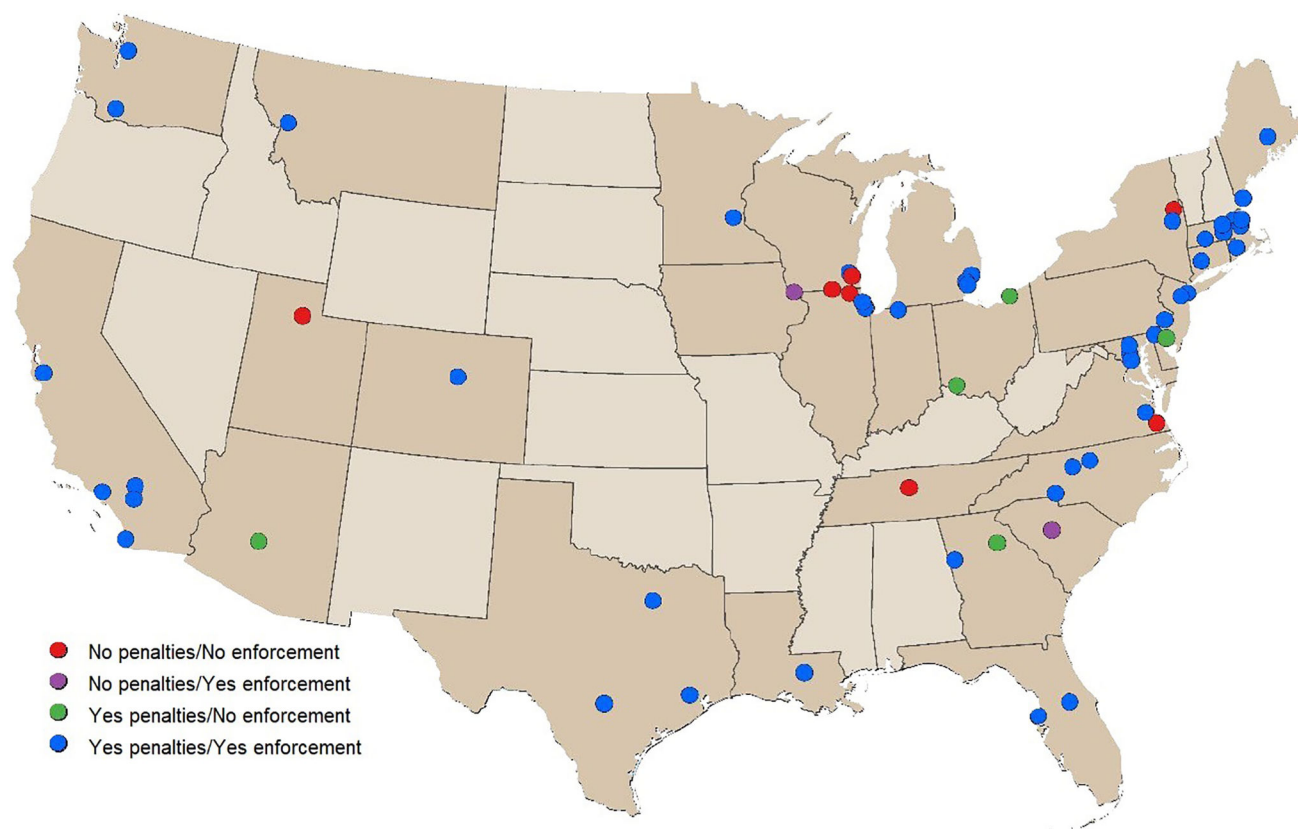 No penalties/No enforcement
No penalties/Yes enforcement
Yes penalties/No enforcement
Yes penalties/Yes enforcement